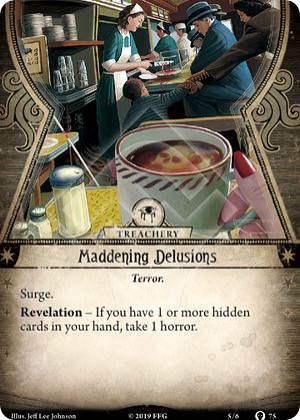 TREACHERY
Maddening Delusions
Terror.
Surge.
Revelation – If you have 1 or more hidden
cards in your hand, take 1 horror.
Illus. Jeff Lee Johnson © 2019 FFG 5/6 75